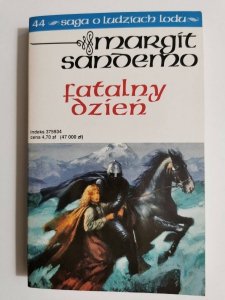 44 saga o ludziach lodu
margit
sandemo
fatalny
dzień
indeks 375934
cena 4,70 zł (47 000 zł)